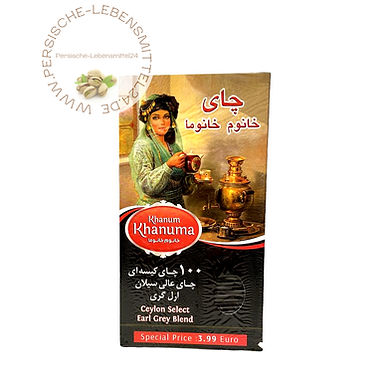 WWW.PERSISCHE-LEBENSMITTEL24.DE
Persische-Lebensmittel24
چای
خانوم خانوما
Khanum
Khanuma
خانوم خانوما
۱۰۰ چای کیسه ای
چای عالی سیلان
ارل گری
Ceylon Select
Earl Grey Blend
Special Price 3.99 Euro